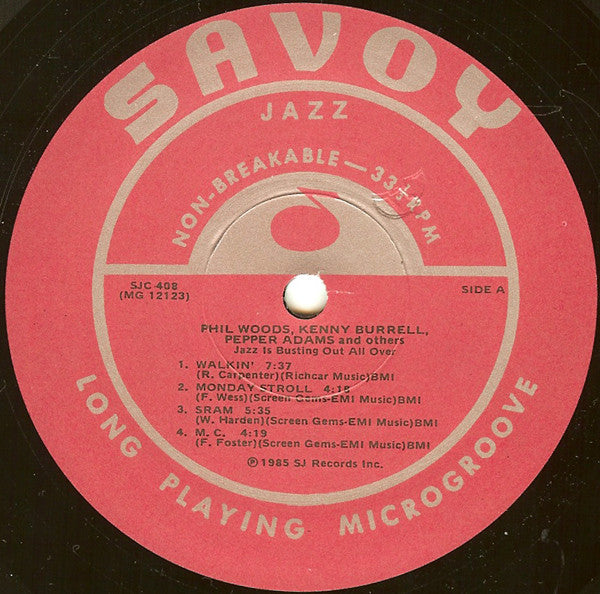 SAVOY
JAZZ
NON-BREAKABLE—33⅓ RPM
SJC-408
(MG 12123)
SIDE A
PHIL WOODS, KENNY BURRELL,
PEPPER ADAMS and others
Jazz Is Busting Out All Over
1. WALKIN' 7:37
(R. Carpenter)(Richcar Music)BMI
2. MONDAY STROLL 4:18
(F. Wess)(Screen Gems-EMI Music)BMI
3. SRAM 5:35
(W. Harden)(Screen Gems-EMI Music)BMI
4. M.C. 4:19
(F. Foster)(Screen Gems-EMI Music)BMI
℗1985 SJ Records Inc.
LONG PLAYING MICROGROOVE